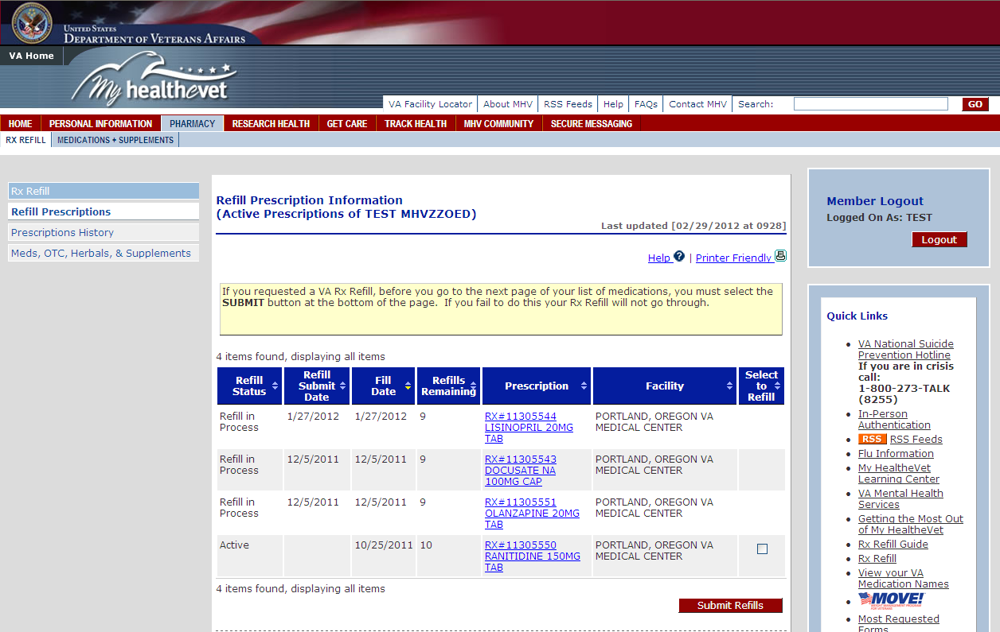 UNITED STATES
DEPARTMENT OF VETERANS AFFAIRS
VA Home
My healthevet
VA Facility Locator | About MHV | RSS Feeds | Help | FAQs | Contact MHV | Search: GO
HOME PERSONAL INFORMATION PHARMACY RESEARCH HEALTH GET CARE TRACK HEALTH MHV COMMUNITY SECURE MESSAGING
RX REFILL MEDICATIONS + SUPPLEMENTS
Rx Refill
Refill Prescriptions
Prescriptions History
Meds, OTC, Herbals, & Supplements
Refill Prescription Information
(Active Prescriptions of TEST MHVZZOED)
Last updated [02/29/2012 at 0928]
Help ? | Printer Friendly
If you requested a VA Rx Refill, before you go to the next page of your list of medications, you must select the
SUBMIT button at the bottom of the page. If you fail to do this your Rx Refill will not go through.
4 items found, displaying all items
Refill Status Refill Submit Date Fill Date Refills Remaining Prescription Facility Select to Refill
Refill in 1/27/2012 1/27/2012 9 RX#11305544 PORTLAND, OREGON VA
Process LISINOPRIL 20MG MEDICAL CENTER
TAB
Refill in 12/5/2011 12/5/2011 9 RX#11305543 PORTLAND, OREGON VA
Process DOCUSATE NA MEDICAL CENTER
100MG CAP
Refill in 12/5/2011 12/5/2011 9 RX#11305551 PORTLAND, OREGON VA
Process OLANZAPINE 20MG MEDICAL CENTER
TAB
Active 10/25/2011 10 RX#11305550 PORTLAND, OREGON VA
RANITIDINE 150MG MEDICAL CENTER
TAB
4 items found, displaying all items
Submit Refills
Member Logout
Logged On As: TEST
Logout
Quick Links
VA National Suicide
Prevention Hotline
If you are in crisis
call:
1-800-273-TALK
(8255)
In-Person
Authentication
RSS RSS Feeds
Flu Information
My HealtheVet
Learning Center
VA Mental Health
Services
Getting the Most Out
of My HealtheVet
Rx Refill Guide
Rx Refill
View your VA
Medication Names
MOVE!
Most Requested
Forms